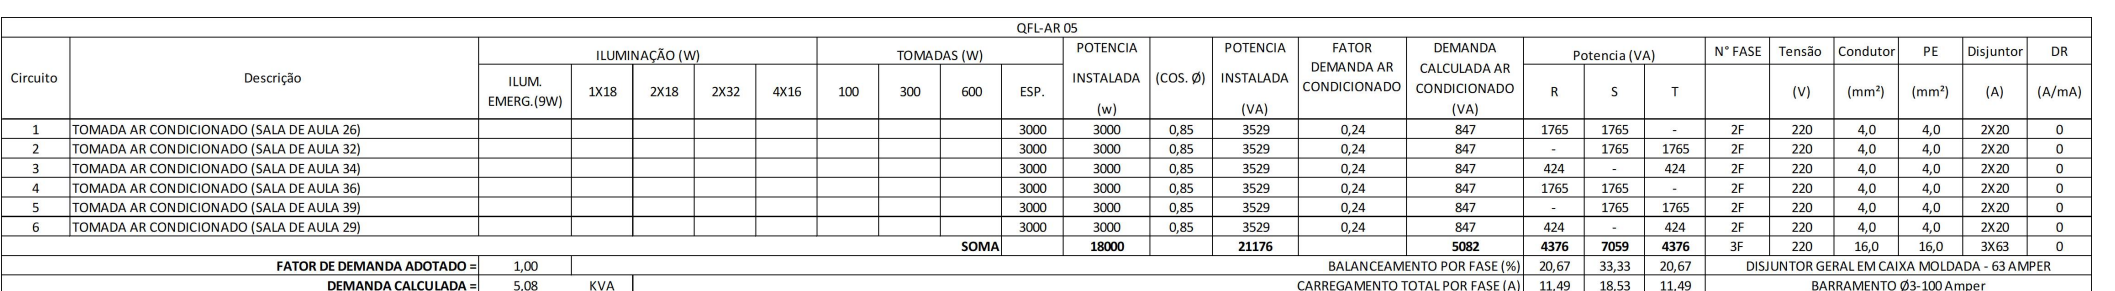 QFL-AR 05
Circuito Descrição ILUMINAÇÃO (W) TOMADAS (W) POTENCIA INSTALADA (w) (COS. Ø) POTENCIA INSTALADA (VA) FATOR DEMANDA AR CONDICIONADO DEMANDA CALCULADA AR CONDICIONADO (VA) Potencia (VA) N° FASE Tensão (V) Condutor (mm²) PE (mm²) Disjuntor (A) DR (A/mA)
ILUM. EMERG.(9W) 1X18 2X18 2X32 4X16 100 300 600 ESP. R S T
1 TOMADA AR CONDICIONADO (SALA DE AULA 26) 3000 3000 0,85 3529 0,24 847 1765 1765 - 2F 220 4,0 4,0 2X20 0
2 TOMADA AR CONDICIONADO (SALA DE AULA 32) 3000 3000 0,85 3529 0,24 847 - 1765 1765 2F 220 4,0 4,0 2X20 0
3 TOMADA AR CONDICIONADO (SALA DE AULA 34) 3000 3000 0,85 3529 0,24 847 424 - 424 2F 220 4,0 4,0 2X20 0
4 TOMADA AR CONDICIONADO (SALA DE AULA 36) 3000 3000 0,85 3529 0,24 847 1765 1765 - 2F 220 4,0 4,0 2X20 0
5 TOMADA AR CONDICIONADO (SALA DE AULA 39) 3000 3000 0,85 3529 0,24 847 - 1765 1765 2F 220 4,0 4,0 2X20 0
6 TOMADA AR CONDICIONADO (SALA DE AULA 29) 3000 3000 0,85 3529 0,24 847 424 - 424 2F 220 4,0 4,0 2X20 0
SOMA 18000 21176 5082 4376 7059 4376 3F 220 16,0 16,0 3X63 0
FATOR DE DEMANDA ADOTADO = 1,00 BALANCEAMENTO POR FASE (%) 20,67 33,33 20,67 DISJUNTOR GERAL EM CAIXA MOLDADA - 63 AMPER
DEMANDA CALCULADA = 5,08 KVA CARREGAMENTO TOTAL POR FASE (A) 11,49 18,53 11,49 BARRAMENTO Ø3-100 Amper